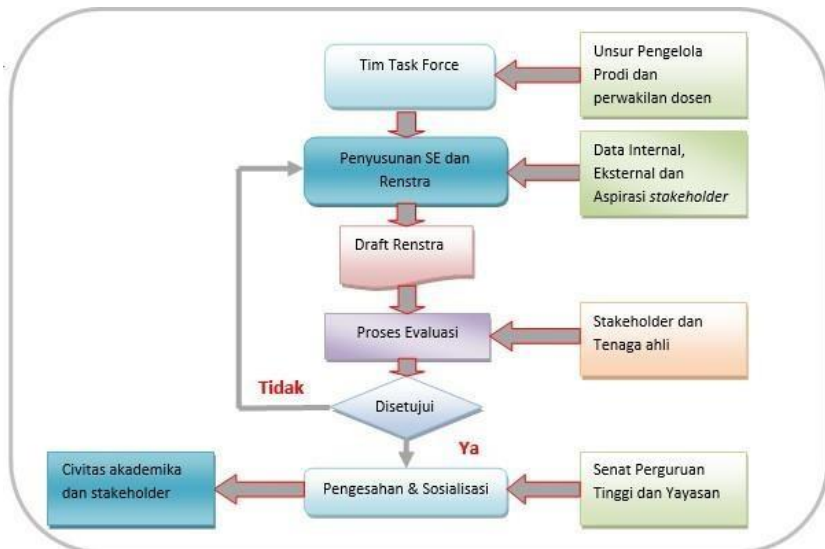 Tim Task Force
Unsur Pengelola
Prodi dan
perwakilan dosen
Penyusunan SE dan
Renstra
Data Internal,
Eksternal dan
Aspirasi stakeholder
Draft Renstra
Proses Evaluasi
Stakeholder dan
Tenaga ahli
Tidak
Disetujui
Ya
Civitas akademika
dan stakeholder
Pengesahan & Sosialisasi
Senat Perguruan
Tinggi dan Yayasan